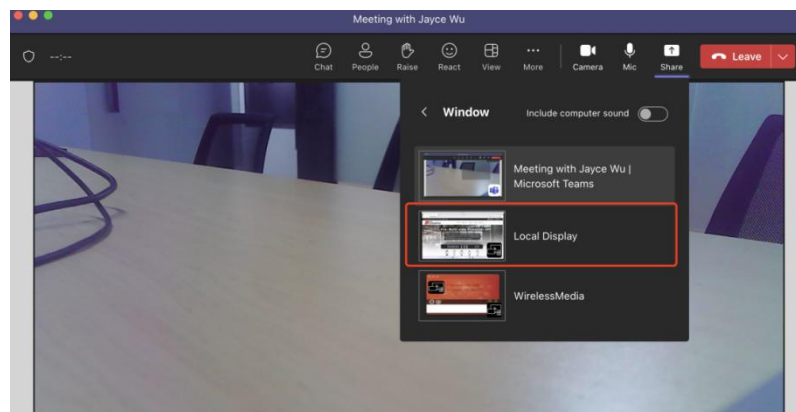 Meeting with Jayce Wu
--:--
Chat
People
Raise
React
View
More
Camera
Mic
Share
Leave
Window
Include computer sound
Meeting with Jayce Wu |
Microsoft Teams
Local Display
WirelessMedia